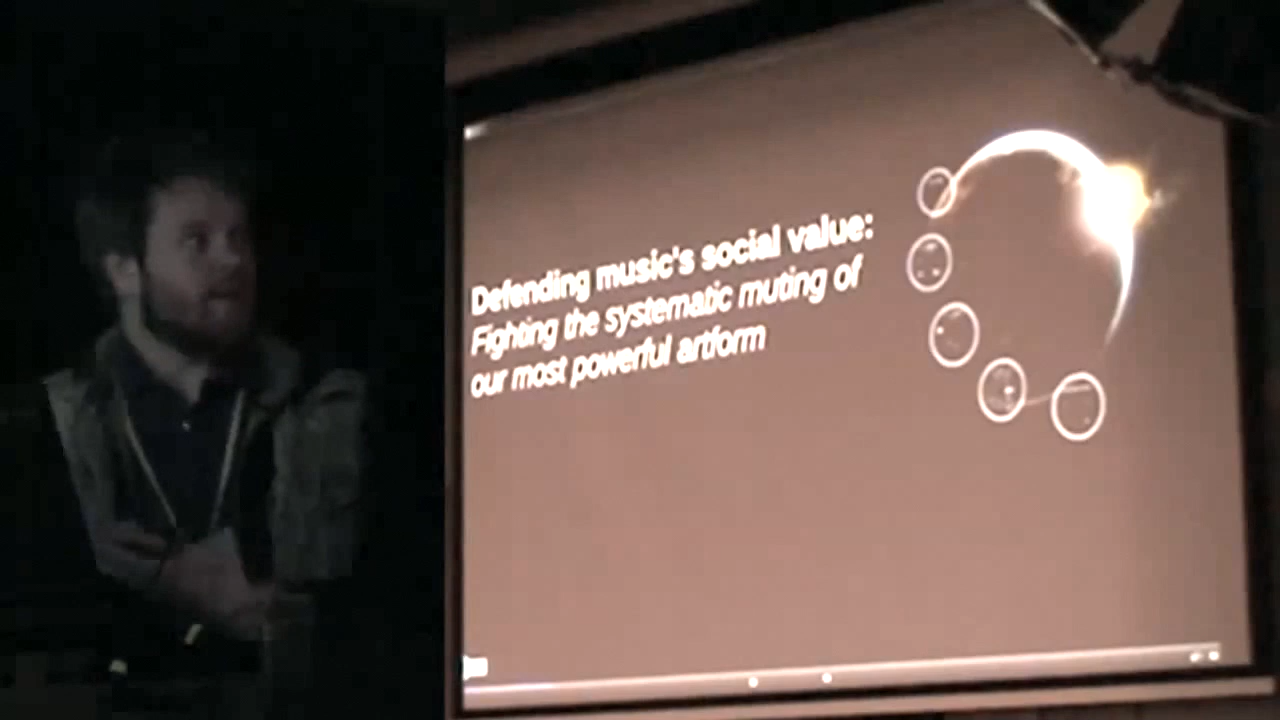 Defending music's social value:
Fighting the systematic muting of
our most powerful artform